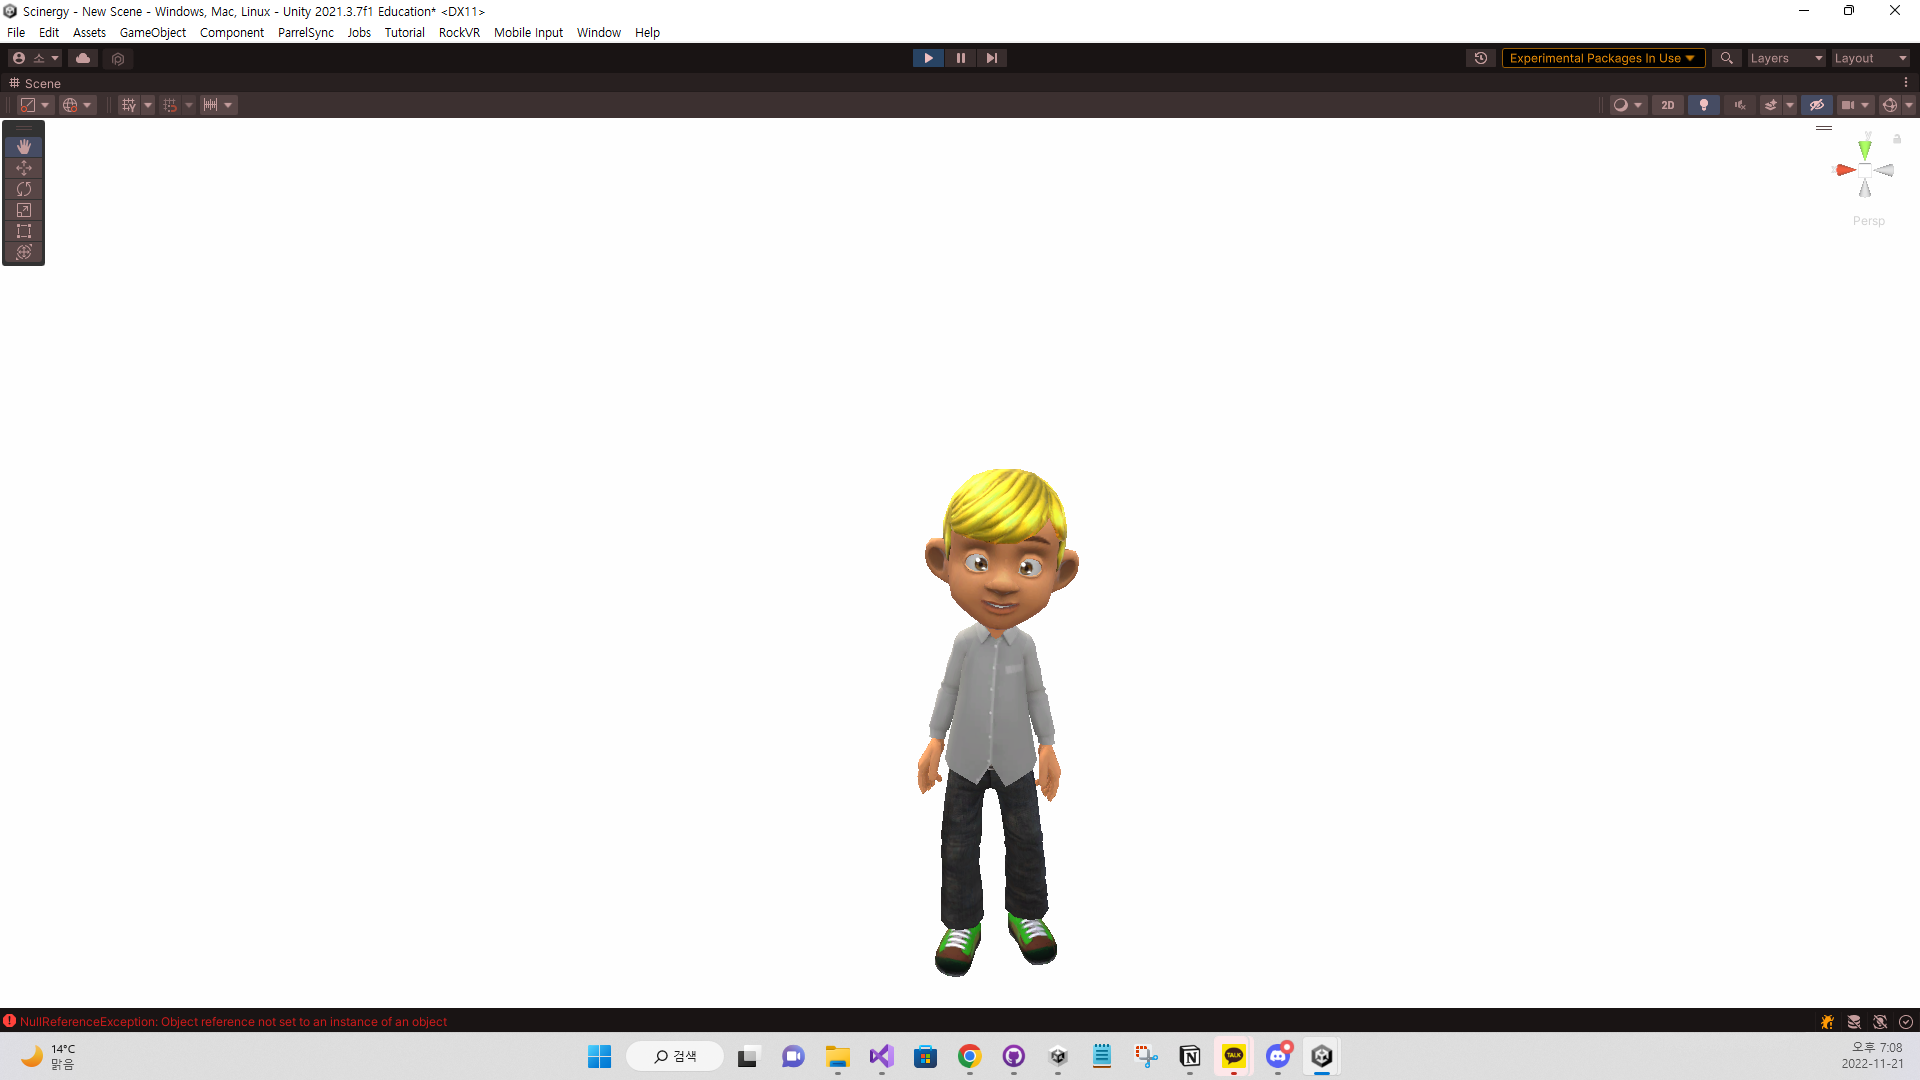 Scinergy - New Scene - Windows, Mac, Linux - Unity 2021.3.7f1 Education* <DX11>
File Edit Assets GameObject Component ParrelSync Jobs Tutorial RockVR Mobile Input Window Help
소 Experimental Packages In Use Layers Layout
Scene
2D
y
x
Persp
NullReferenceException: Object reference not set to an instance of an object
14°C
맑음
검색
TALK
오후 7:08
2022-11-21